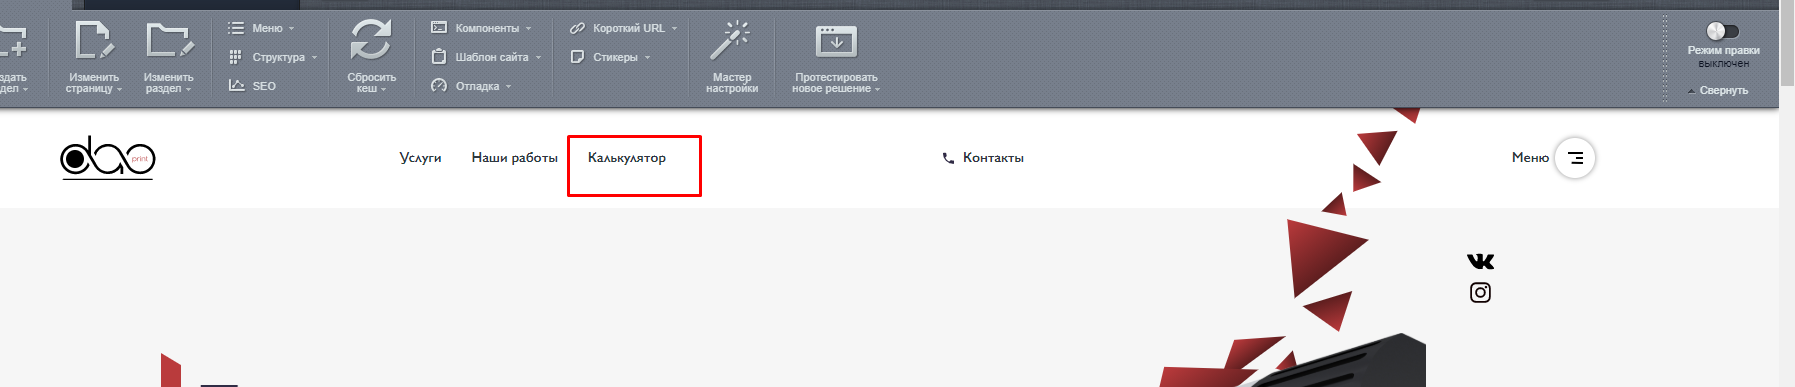 Меню
Компоненты
Короткий URL
Структура
Шаблон сайта
Стикеры
SEO
Отладка
здать
дел
Изменить
страницу
Изменить
раздел
Сбросить
кеш
Мастер
настройки
Протестировать
новое решение
Режим правки
выключен
Свернуть
dao
print
Услуги
Наши работы
Калькулятор
Контакты
Меню